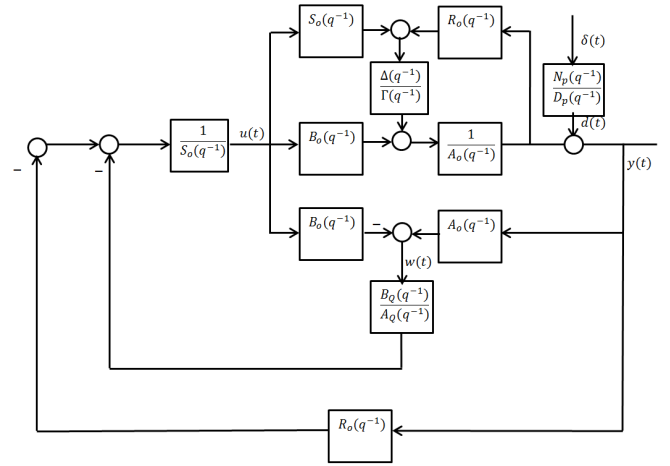 S_o(q^{-1})
R_o(q^{-1})
δ(t)
Δ(q^{-1})
Γ(q^{-1})
N_p(q^{-1})
D_p(q^{-1})
d(t)
1
S_o(q^{-1})
u(t)
B_o(q^{-1})
1
A_o(q^{-1})
y(t)
−
−
B_o(q^{-1})
−
A_o(q^{-1})
w(t)
B_Q(q^{-1})
A_Q(q^{-1})
R_o(q^{-1})